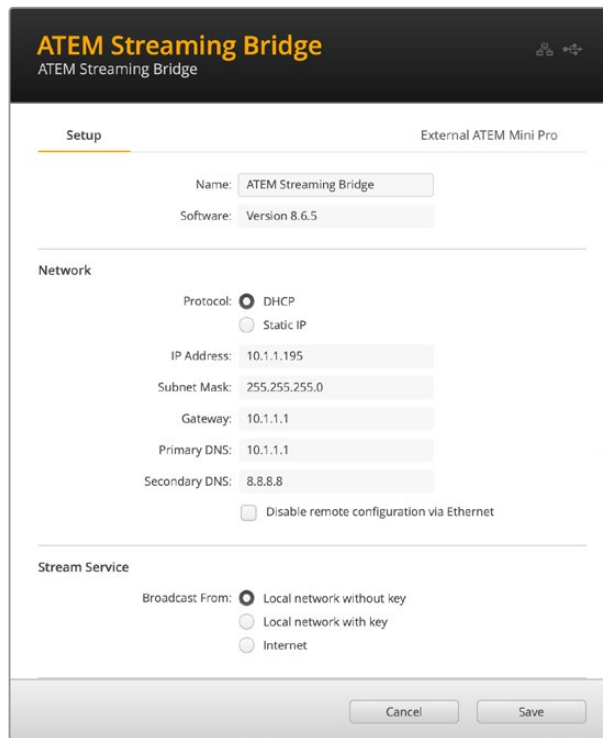 ATEM Streaming Bridge
ATEM Streaming Bridge
Setup External ATEM Mini Pro
Name: ATEM Streaming Bridge
Software: Version 8.6.5
Network
Protocol: DHCP
Static IP
IP Address: 10.1.1.195
Subnet Mask: 255.255.255.0
Gateway: 10.1.1.1
Primary DNS: 10.1.1.1
Secondary DNS: 8.8.8.8
Disable remote configuration via Ethernet
Stream Service
Broadcast From: Local network without key
Local network with key
Internet
Cancel Save